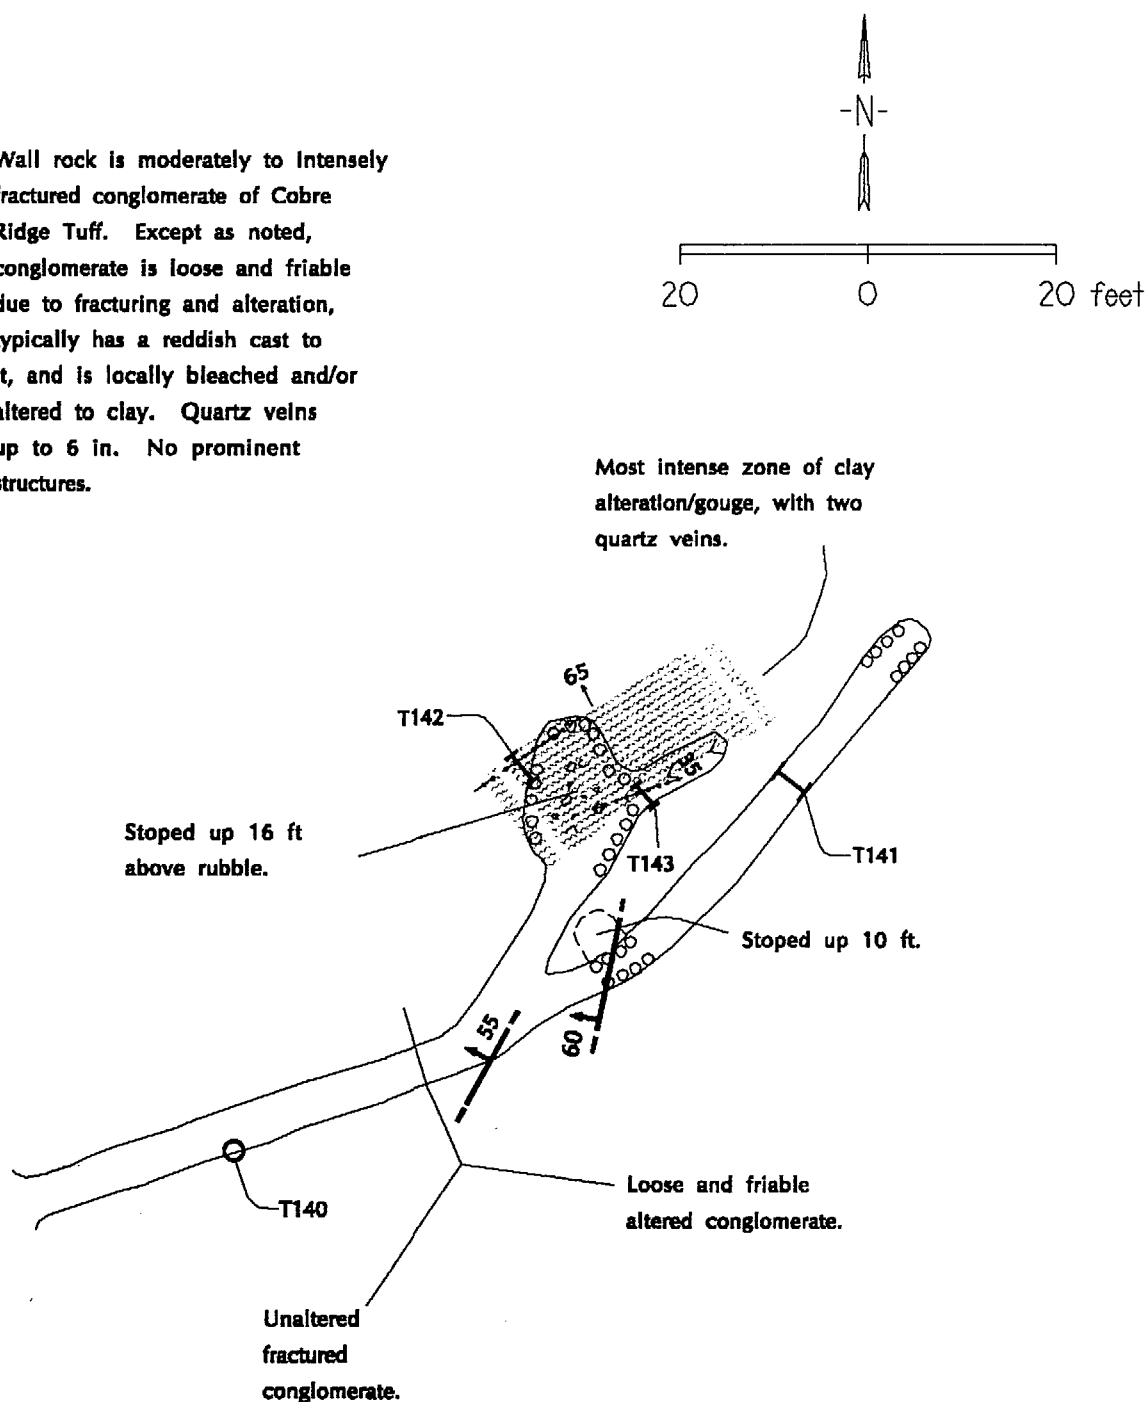 -N-
20 0 20 feet
Wall rock is moderately to Intensely
fractured conglomerate of Cobre
Ridge Tuff. Except as noted,
conglomerate is loose and friable
due to fracturing and alteration,
typically has a reddish cast to
it, and is locally bleached and/or
altered to clay. Quartz veins
up to 6 in. No prominent
structures.
Most intense zone of clay
alteration/gouge, with two
quartz veins.
65
T142
85
Stoped up 16 ft
above rubble.
T143
T141
Stoped up 10 ft.
55
60
T140
Loose and friable
altered conglomerate.
Unaltered
fractured
conglomerate.